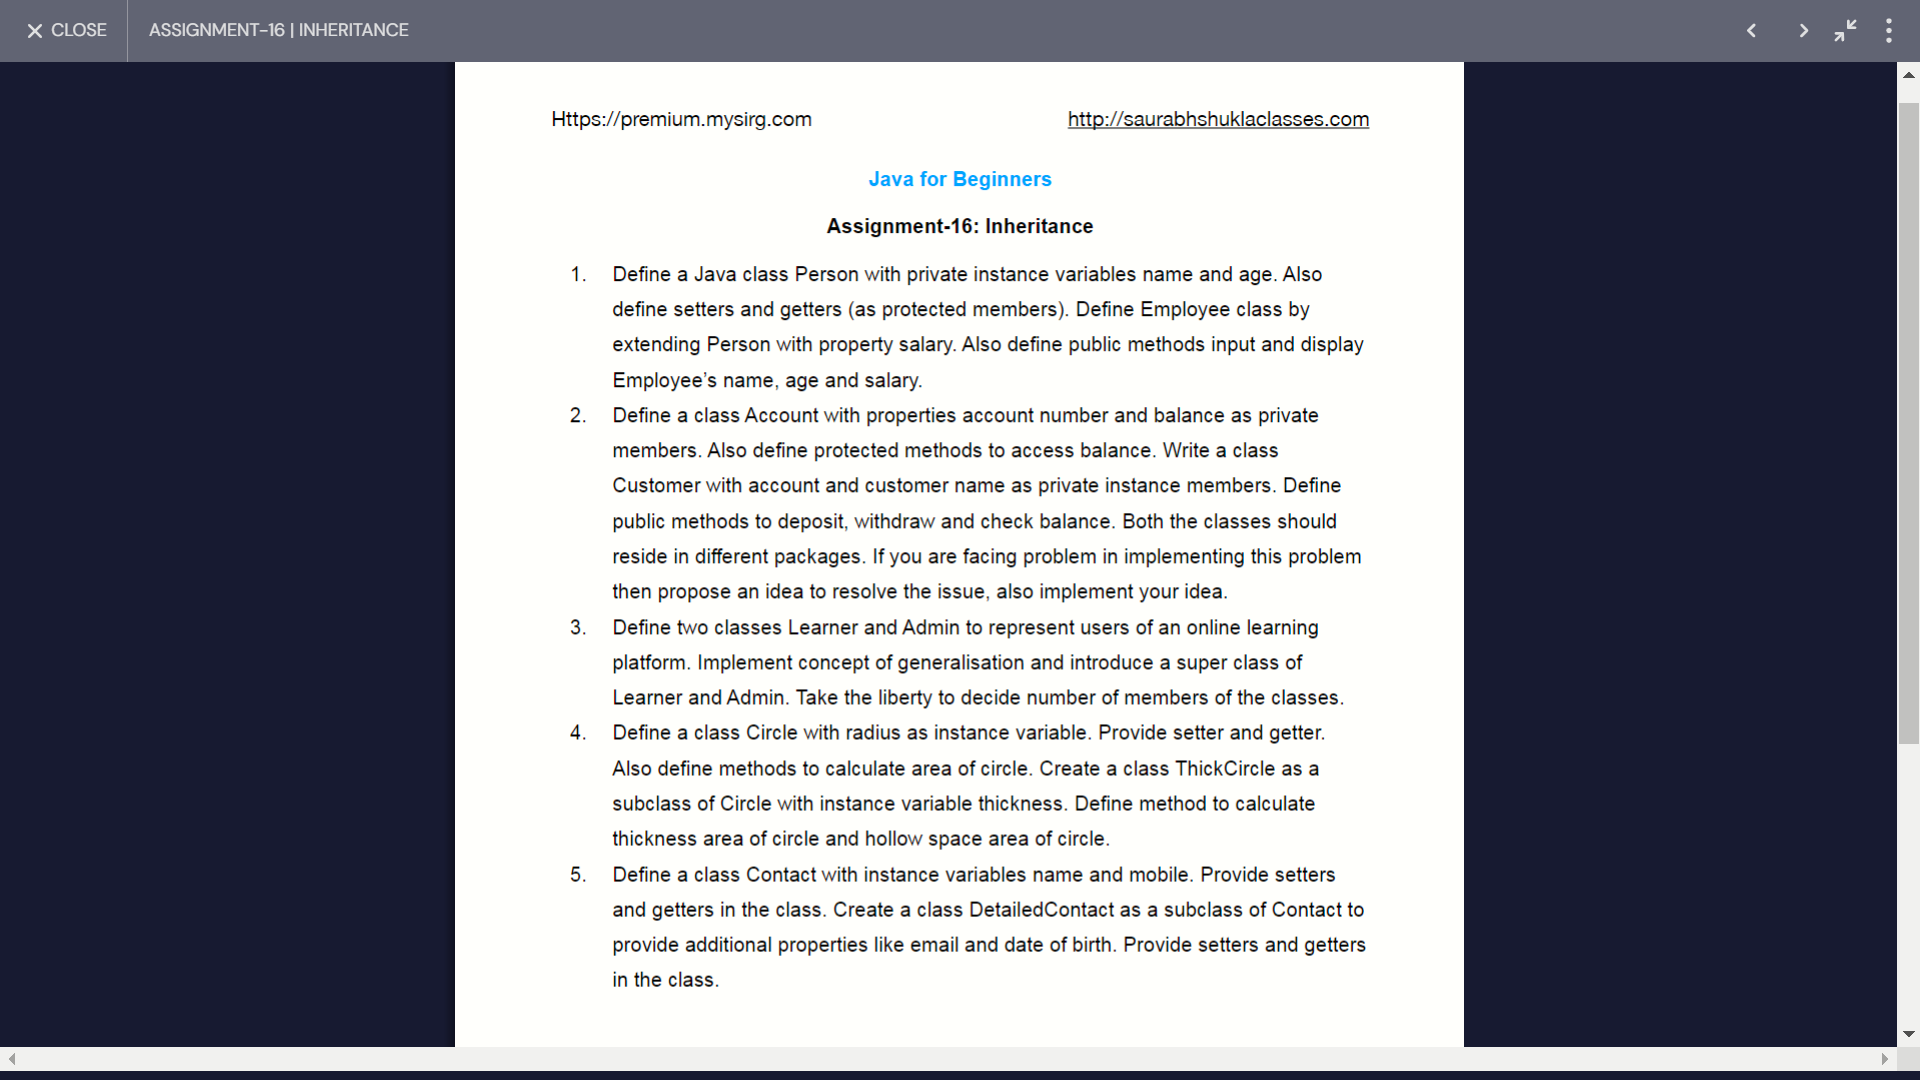 CLOSE
ASSIGNMENT-16 | INHERITANCE
Https://premium.mysirg.com
http://saurabhshuklaclasses.com
Java for Beginners
Assignment-16: Inheritance
1. Define a Java class Person with private instance variables name and age. Also
define setters and getters (as protected members). Define Employee class by
extending Person with property salary. Also define public methods input and display
Employee’s name, age and salary.
2. Define a class Account with properties account number and balance as private
members. Also define protected methods to access balance. Write a class
Customer with account and customer name as private instance members. Define
public methods to deposit, withdraw and check balance. Both the classes should
reside in different packages. If you are facing problem in implementing this problem
then propose an idea to resolve the issue, also implement your idea.
3. Define two classes Learner and Admin to represent users of an online learning
platform. Implement concept of generalisation and introduce a super class of
Learner and Admin. Take the liberty to decide number of members of the classes.
4. Define a class Circle with radius as instance variable. Provide setter and getter.
Also define methods to calculate area of circle. Create a class ThickCircle as a
subclass of Circle with instance variable thickness. Define method to calculate
thickness area of circle and hollow space area of circle.
5. Define a class Contact with instance variables name and mobile. Provide setters
and getters in the class. Create a class DetailedContact as a subclass of Contact to
provide additional properties like email and date of birth. Provide setters and getters
in the class.